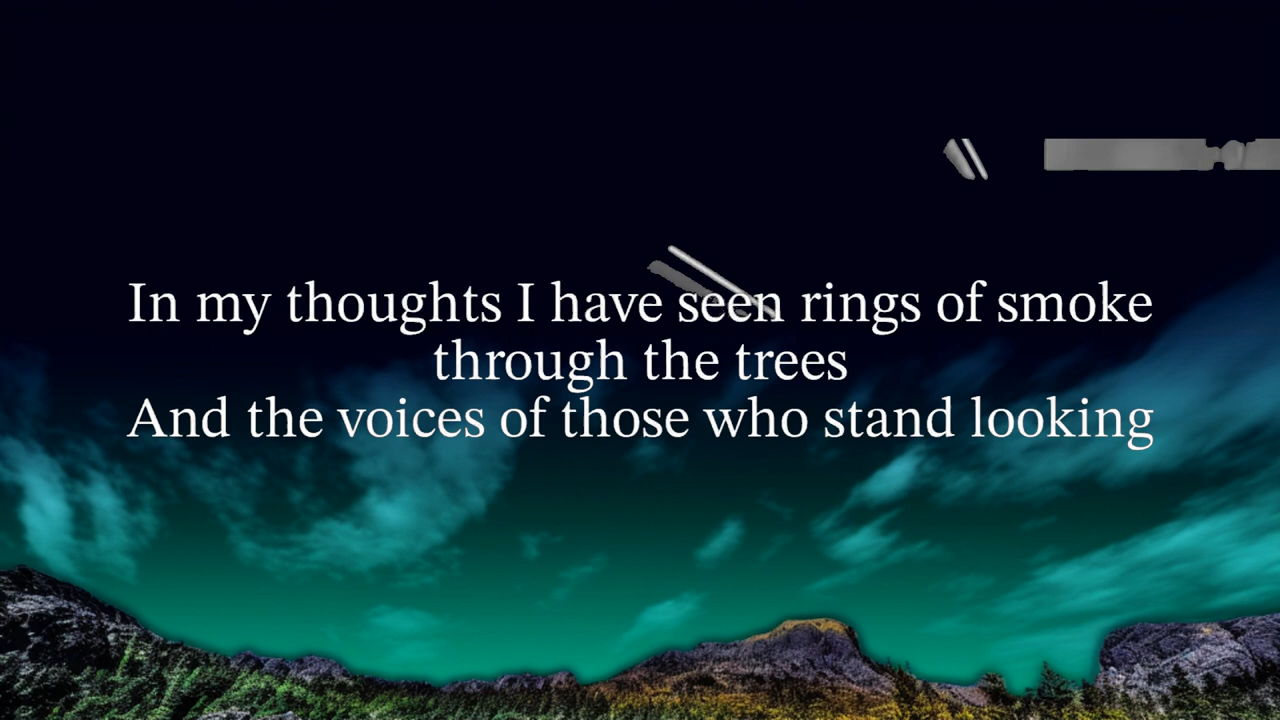 In my thoughts I have seen rings of smoke
through the trees
And the voices of those who stand looking